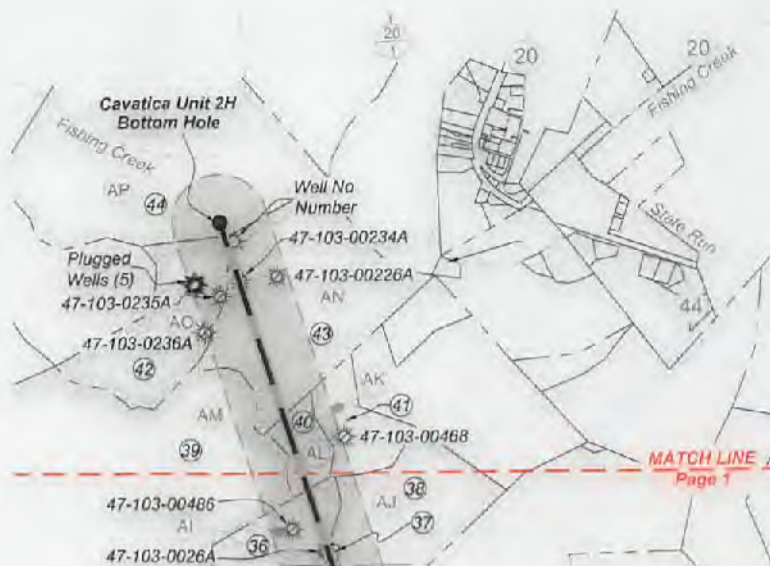 1
20
1
20
20
Cavatica Unit 2H
Bottom Hole
Fishing Creek
Fishing Creek
AP
44
Well No
Number
State Run
47-103-00234A
Plugged
Wells (5)
47-103-00226A
AN
47-103-0235A
AO
43
44
47-103-0236A
42
AK
41
AM
40
39
47-103-00468
AL
MATCH LINE
Page 1
38
47-103-00486
AJ
AI
37
36
47-103-0026A